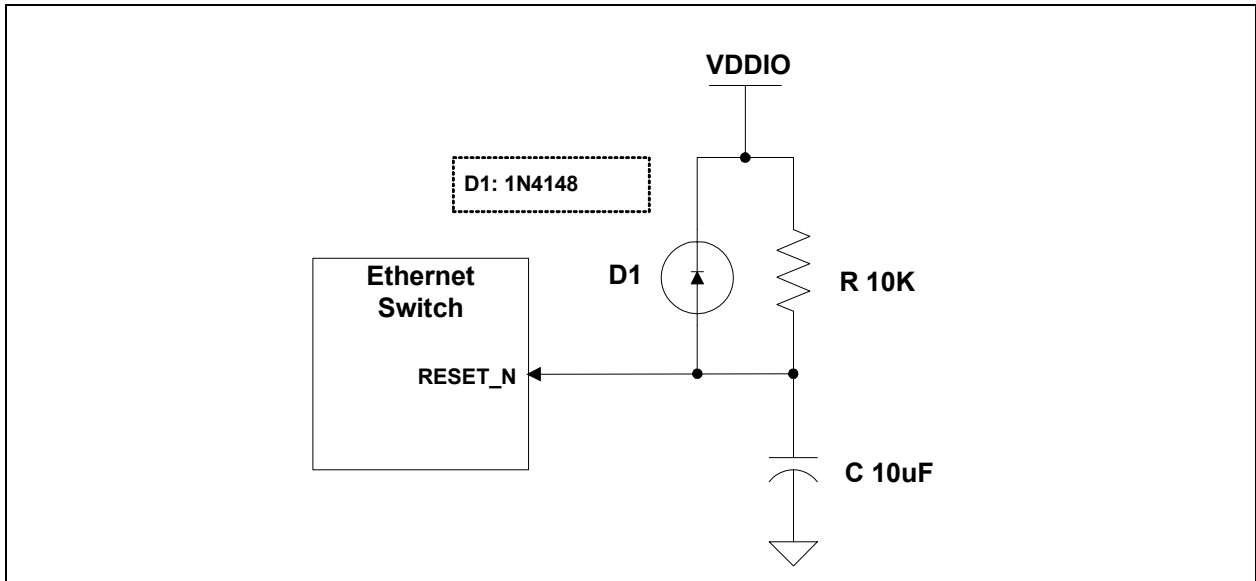 VDDIO
D1: 1N4148
Ethernet
Switch
D1
R 10K
RESET_N
C 10uF